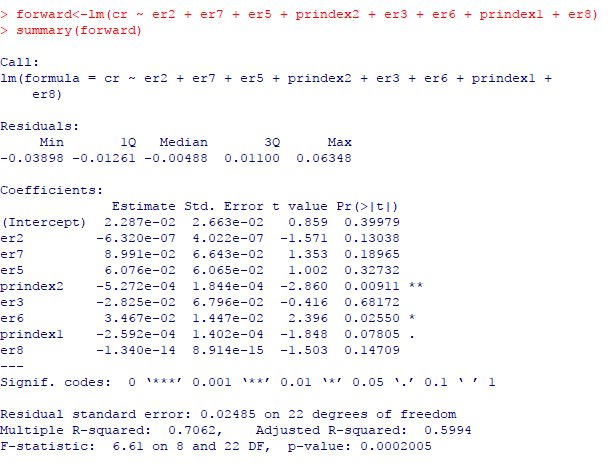 > forward<-lm(cr ~ er2 + er7 + er5 + prindex2 + er3 + er6 + prindex1 + er8)
> summary(forward)
Call:
lm(formula = cr ~ er2 + er7 + er5 + prindex2 + er3 + er6 + prindex1 +
    er8)
Residuals:
     Min       1Q   Median       3Q      Max
-0.03898 -0.01261 -0.00488  0.01100  0.06348
Coefficients:
              Estimate Std. Error t value Pr(>|t|)
(Intercept)  2.287e-02  2.663e-02   0.859  0.39979
er2         -6.320e-07  4.022e-07  -1.571  0.13038
er7          8.991e-02  6.643e-02   1.353  0.18965
er5          6.076e-02  6.065e-02   1.002  0.32732
prindex2    -5.272e-04  1.844e-04  -2.860  0.00911 **
er3         -2.825e-02  6.796e-02  -0.416  0.68172
er6          3.467e-02  1.447e-02   2.396  0.02550 *
prindex1    -2.592e-04  1.402e-04  -1.848  0.07805 .
er8         -1.340e-14  8.914e-15  -1.503  0.14709
---
Signif. codes:  0 ‘***’ 0.001 ‘**’ 0.01 ‘*’ 0.05 ‘.’ 0.1 ‘ ’ 1
Residual standard error: 0.02485 on 22 degrees of freedom
Multiple R-squared:  0.7062,    Adjusted R-squared:  0.5994
F-statistic:  6.61 on 8 and 22 DF,  p-value: 0.0002005